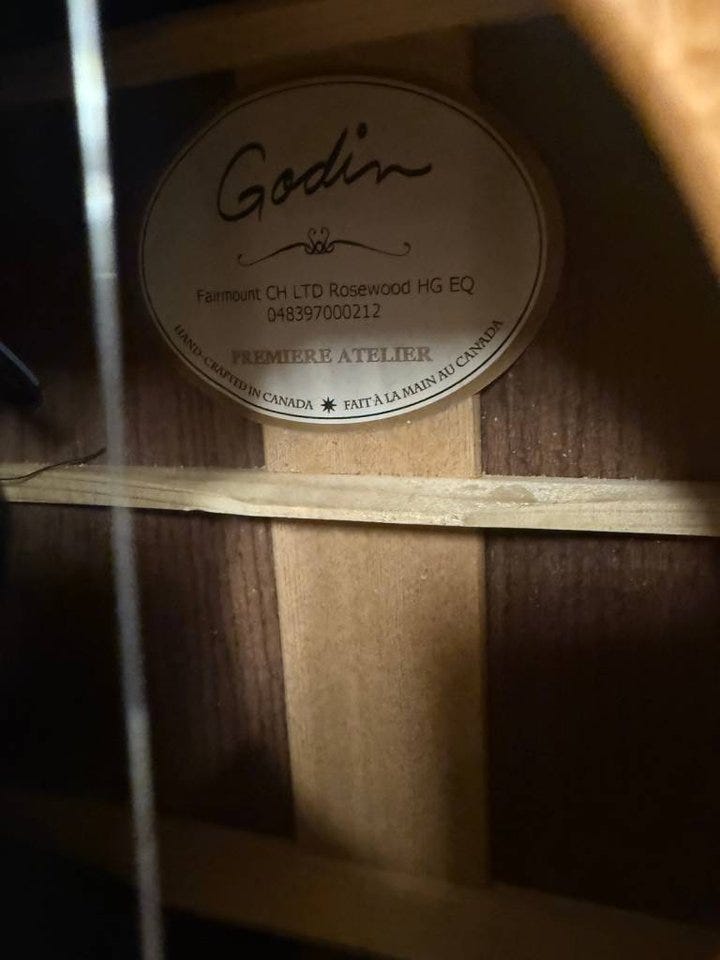 Godin
Fairmount CH LTD Rosewood HG EQ
048397000212
PREMIERE ATELIER
HAND-CRAFTED IN CANADA ✷ FAIT À LA MAIN AU CANADA